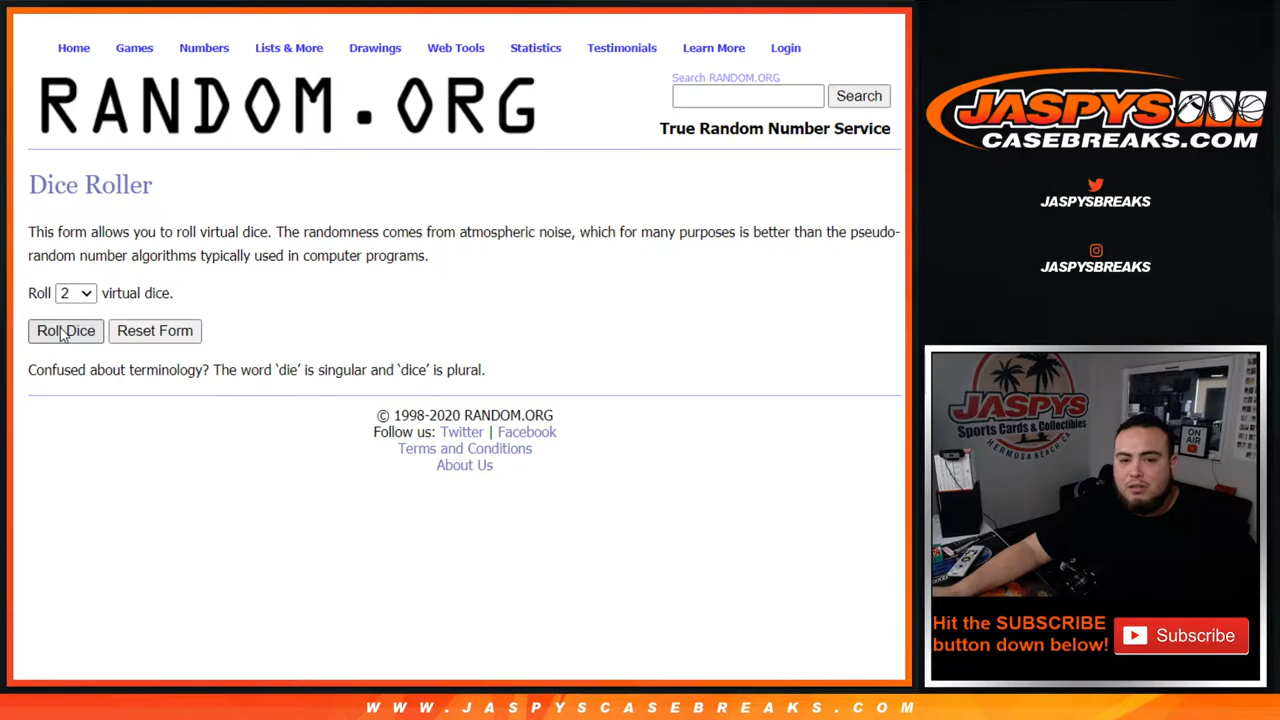 Home Games Numbers Lists & More Drawings Web Tools Statistics Testimonials Learn More Login
RANDOM.ORG
Search RANDOM.ORG
Search
True Random Number Service
Dice Roller
This form allows you to roll virtual dice. The randomness comes from atmospheric noise, which for many purposes is better than the pseudo-
random number algorithms typically used in computer programs.
Roll 2 virtual dice.
Roll Dice Reset Form
Confused about terminology? The word ‘die’ is singular and ‘dice’ is plural.
© 1998-2020 RANDOM.ORG
Follow us: Twitter | Facebook
Terms and Conditions
About Us
JASPYS
CASEBREAKS.COM
JASPYSBREAKS
JASPYSBREAKS
JASPYS
Sports Cards & Collectibles
HERMOSA BEACH, CA
ON
AIR
Hit the SUBSCRIBE
button down below!
Subscribe
WWW.JASPYSCASEBREAKS.COM